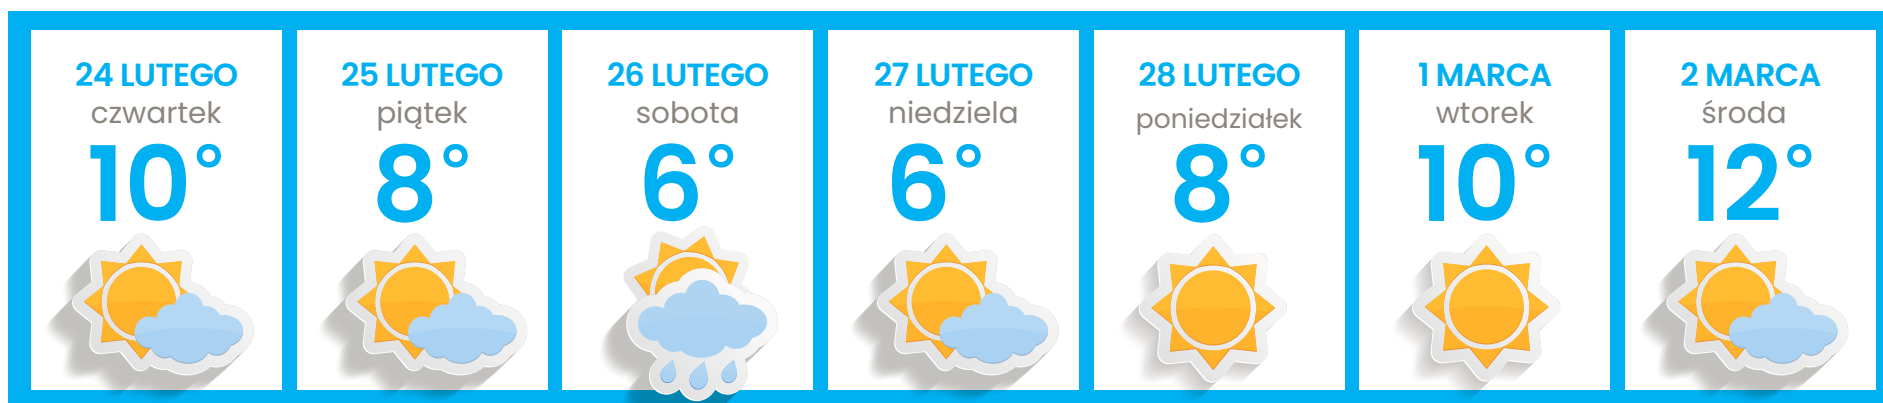 24 LUTEGO
czwartek
10°
25 LUTEGO
piątek
8°
26 LUTEGO
sobota
6°
27 LUTEGO
niedziela
6°
28 LUTEGO
poniedziałek
8°
1 MARCA
wtorek
10°
2 MARCA
środa
12°